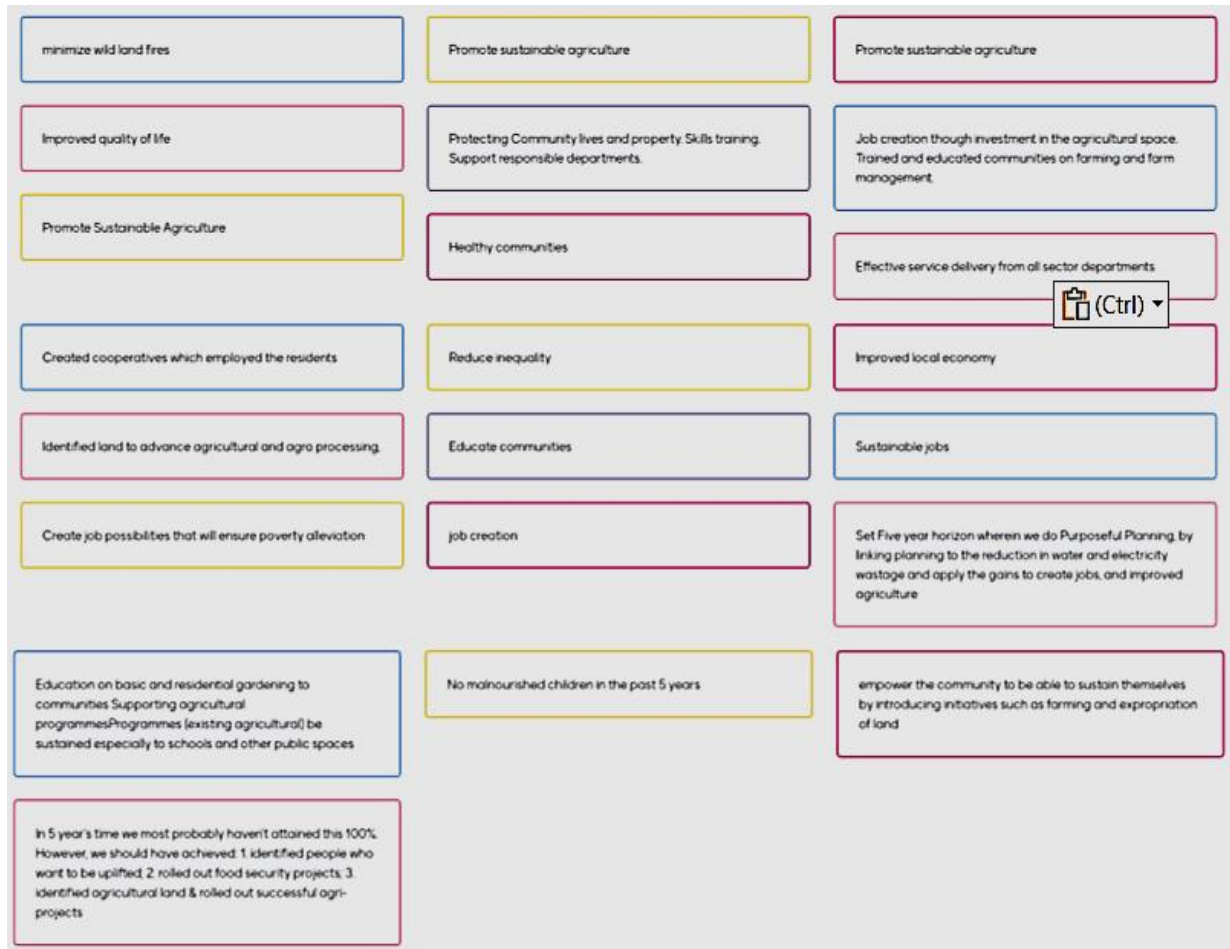 minimize wild land fires
Promote sustainable agriculture
Promote sustainable agriculture
Improved quality of life
Protecting Community lives and property. Skills training.
Support responsible departments.
Job creation though investment in the agricultural space.
Trained and educated communities on farming and farm
management.
Promote Sustainable Agriculture
Healthy communities
Effective service delivery from all sector departments
(Ctrl)
Created cooperatives which employed the residents
Reduce inequality
Improved local economy
Identified land to advance agricultural and agro processing.
Educate communities
Sustainable jobs
Create job possibilities that will ensure poverty alleviation
job creation
Set Five year horizon wherein we do Purposeful Planning, by
linking planning to the reduction in water and electricity
wastage and apply the gains to create jobs, and improved
agriculture
Education on basic and residential gardening to
communities Supporting agricultural
programmesProgrammes (existing agricultural) be
sustained especially to schools and other public spaces
No malnourished children in the past 5 years
empower the community to be able to sustain themselves
by introducing initiatives such as farming and expropriation
of land
In 5 year's time we most probably haven't attained this 100%.
However, we should have achieved: 1. identified people who
want to be uplifted; 2. rolled out food security projects; 3.
identified agricultural land & rolled out successful agri-
projects